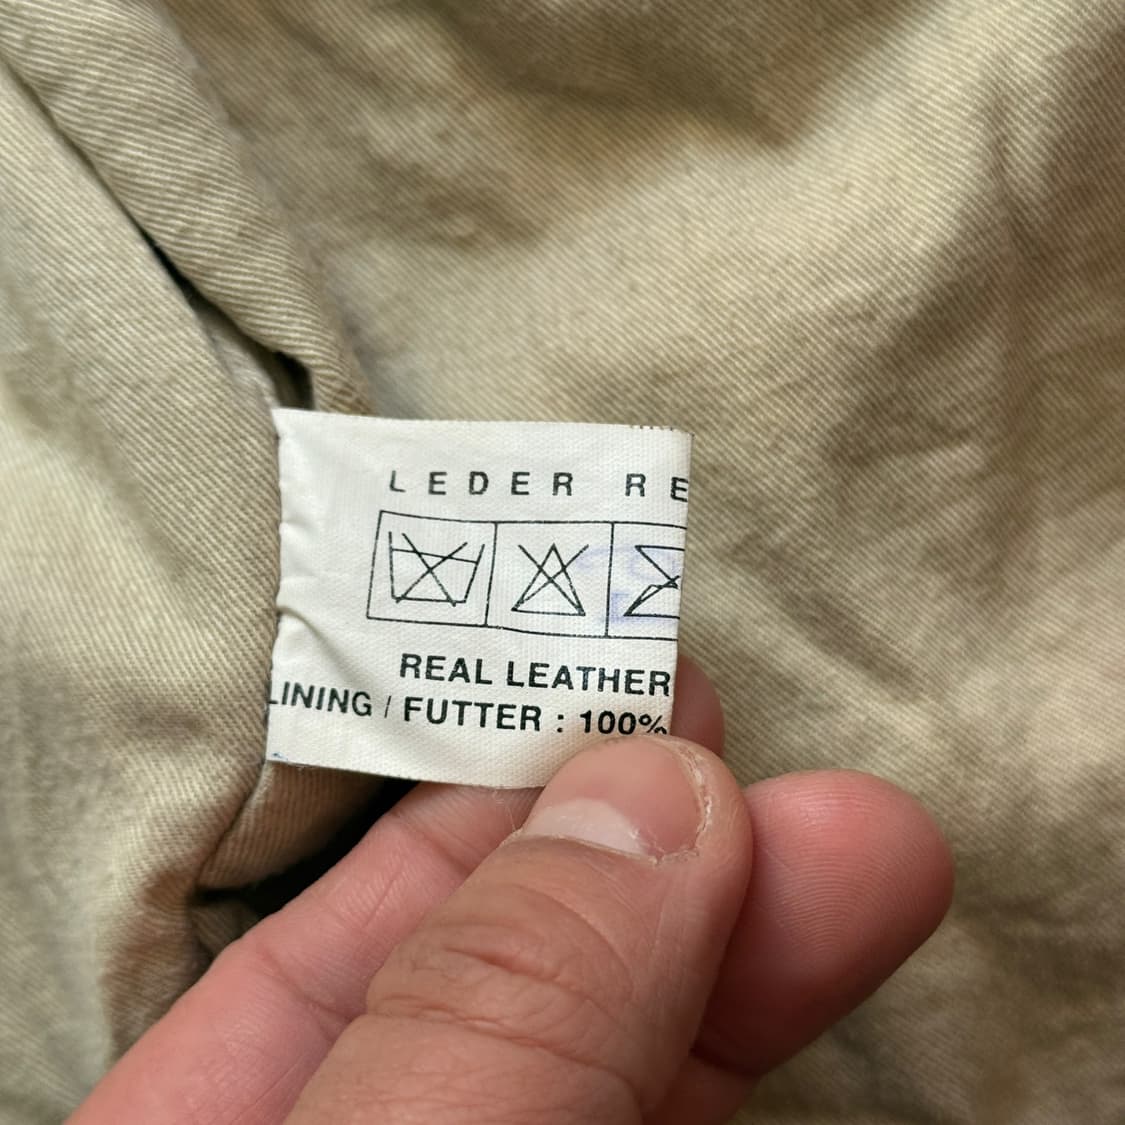 LEDER RE
REAL LEATHER
LINING / FUTTER : 100%